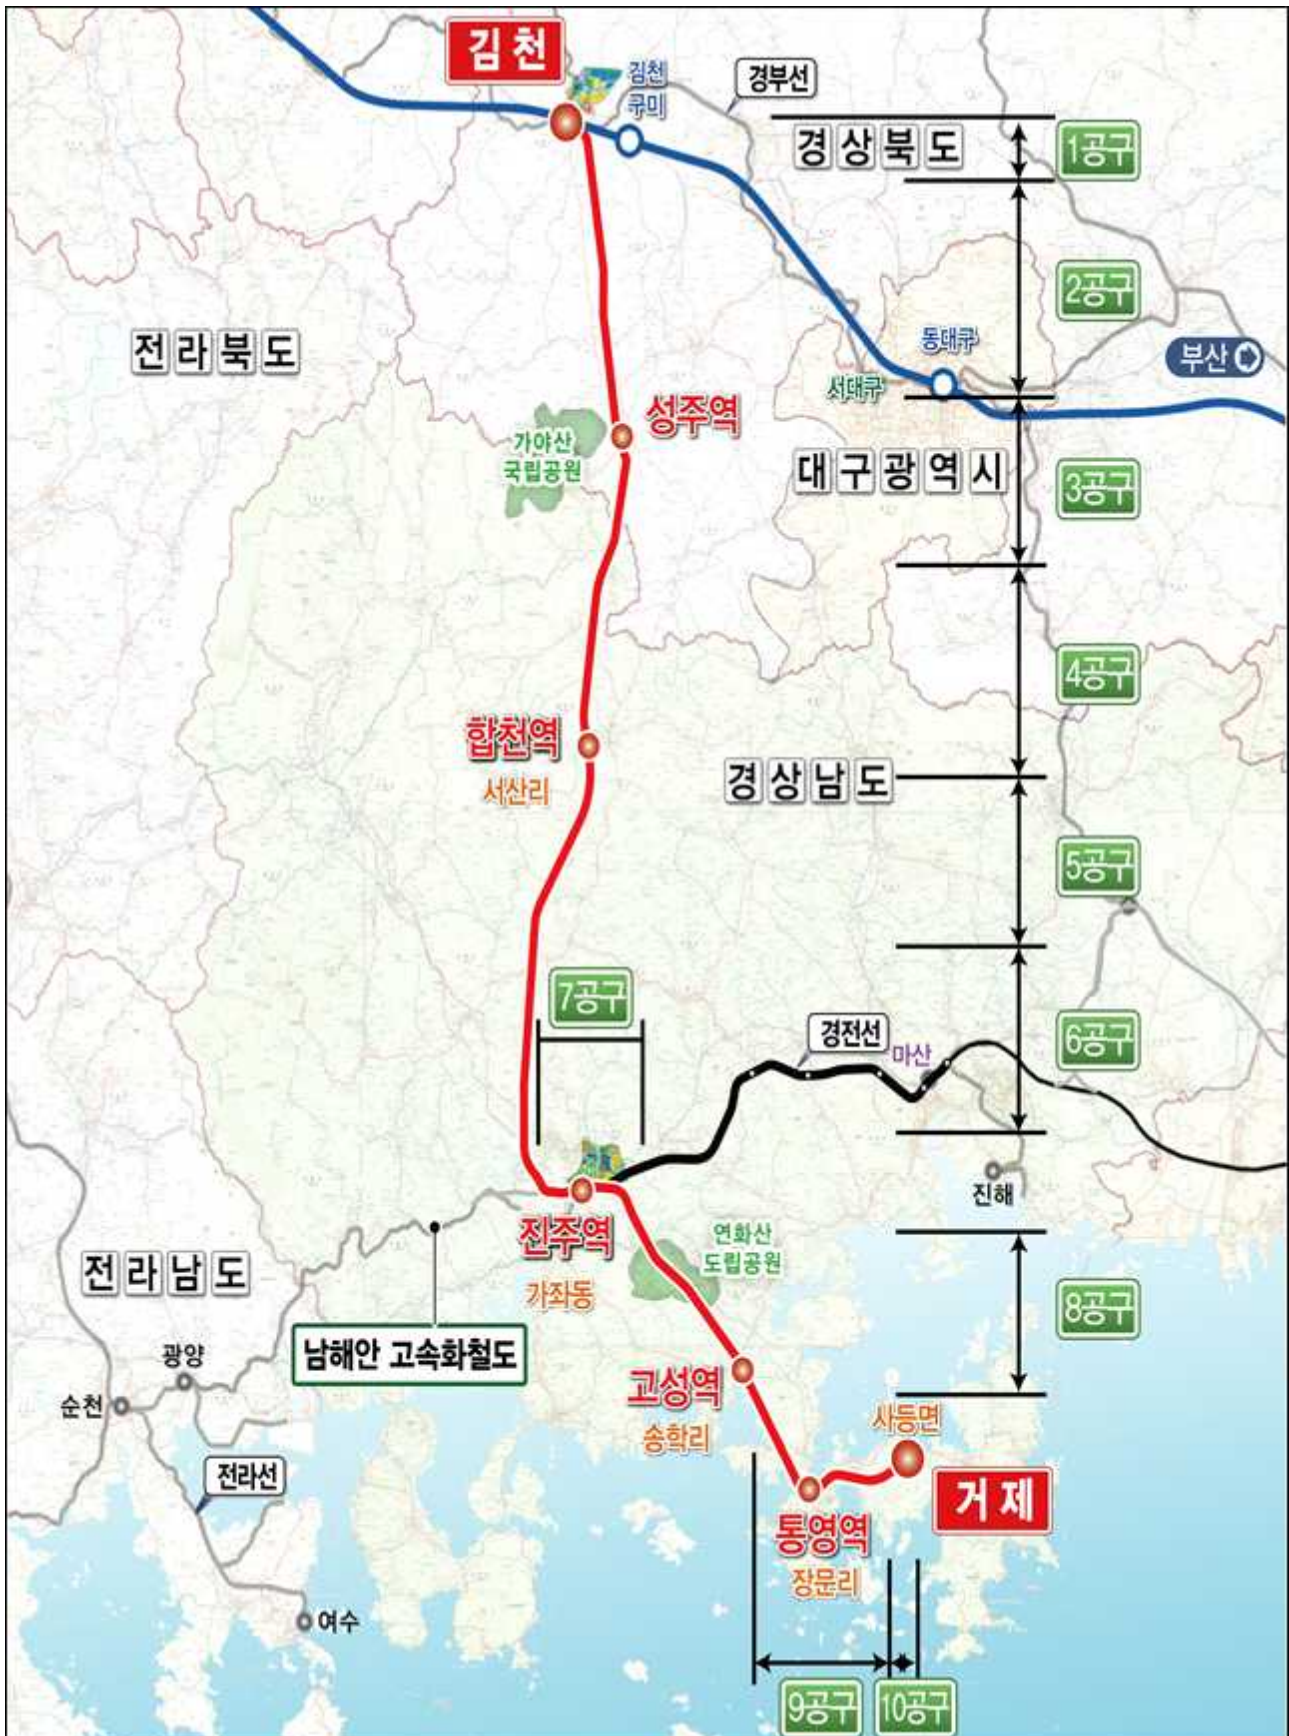 김천
김천
구미
경부선
경상북도
1공구
2공구
전라북도
동대구
부산
서대구
성주역
가야산
국립공원
대구광역시
3공구
4공구
합천역
서산리
경상남도
5공구
7공구
경전선
마산
6공구
진해
진주역
가좌동
연화산
도립공원
전라남도
8공구
남해안 고속화철도
광양
순천
고성역
송학리
사등면
전라선
거제
통영역
장문리
여수
9공구
10공구